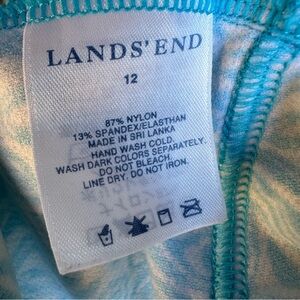 LANDS' END
12
87% NYLON
13% SPANDEX/ELASTHAN
MADE IN SRI LANKA
HAND WASH COLD.
WASH DARK COLORS SEPARATELY.
DO NOT BLEACH.
LINE DRY. DO NOT IRON.